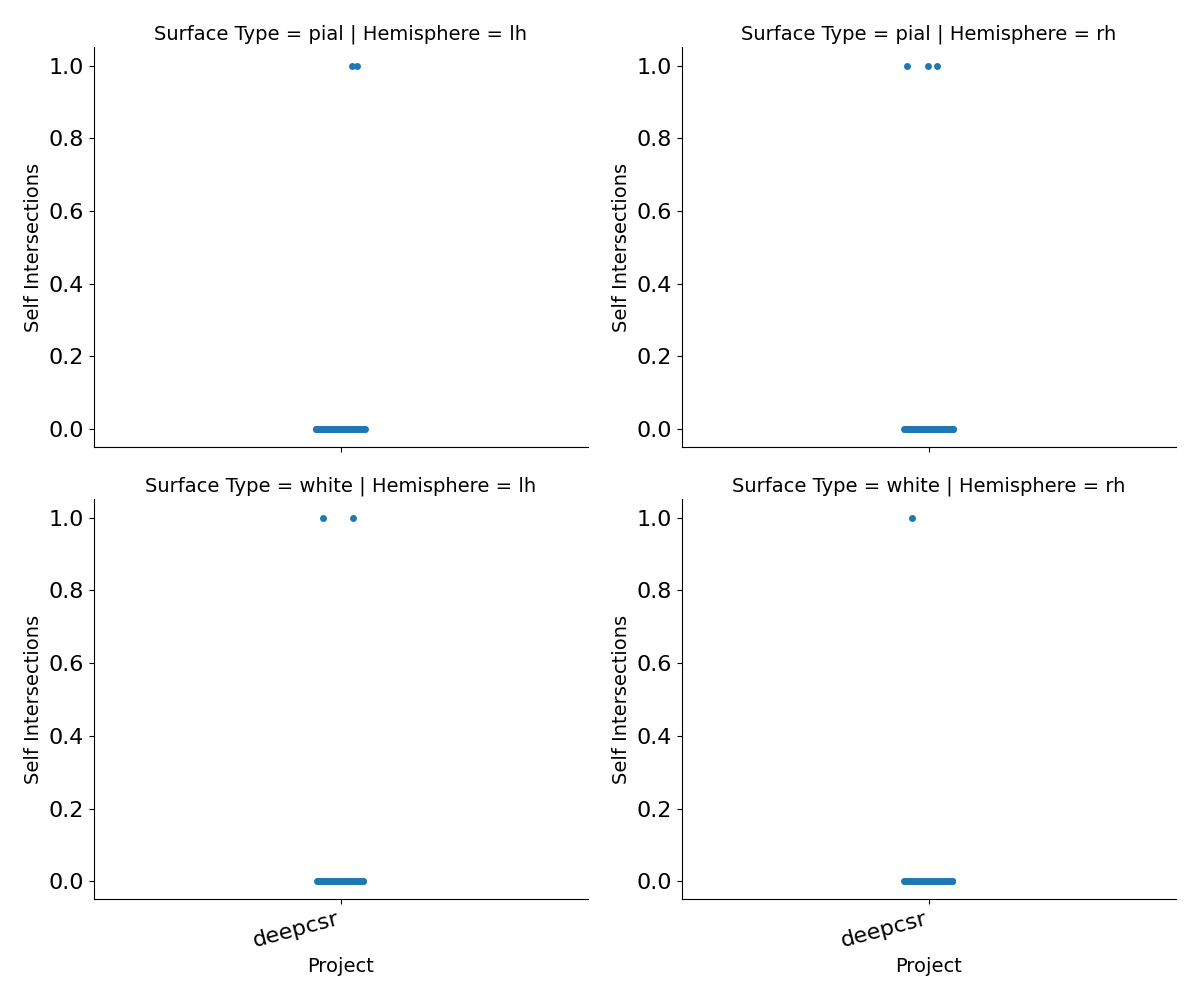 Surface Type = pial | Hemisphere = lh
1.0
0.8
0.6
0.4
0.2
0.0
Self Intersections
Surface Type = pial | Hemisphere = rh
1.0
0.8
0.6
0.4
0.2
0.0
Self Intersections
Surface Type = white | Hemisphere = lh
1.0
0.8
0.6
0.4
0.2
0.0
Self Intersections
deepcsr
Project
Surface Type = white | Hemisphere = rh
1.0
0.8
0.6
0.4
0.2
0.0
Self Intersections
deepcsr
Project